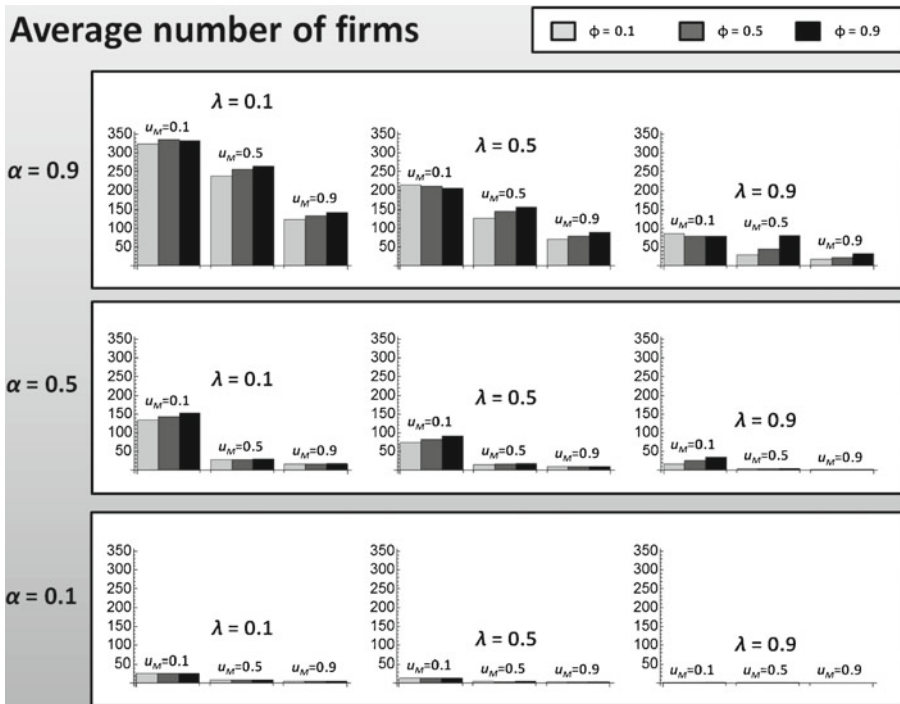 Average number of firms
ϕ = 0.1 ϕ = 0.5 ϕ = 0.9
α = 0.9
λ = 0.1
350
300
250
200
150
100
50
u_M=0.1
u_M=0.5
u_M=0.9
λ = 0.5
350
300
250
200
150
100
50
u_M=0.1
u_M=0.5
u_M=0.9
λ = 0.9
350
300
250
200
150
100
50
u_M=0.1
u_M=0.5
u_M=0.9
α = 0.5
λ = 0.1
350
300
250
200
150
100
50
u_M=0.1
u_M=0.5
u_M=0.9
λ = 0.5
350
300
250
200
150
100
50
u_M=0.1
u_M=0.5
u_M=0.9
λ = 0.9
350
300
250
200
150
100
50
u_M=0.1
u_M=0.5
u_M=0.9
α = 0.1
λ = 0.1
350
300
250
200
150
100
50
u_M=0.1
u_M=0.5
u_M=0.9
λ = 0.5
350
300
250
200
150
100
50
u_M=0.1
u_M=0.5
u_M=0.9
λ = 0.9
350
300
250
200
150
100
50
u_M=0.1
u_M=0.5
u_M=0.9